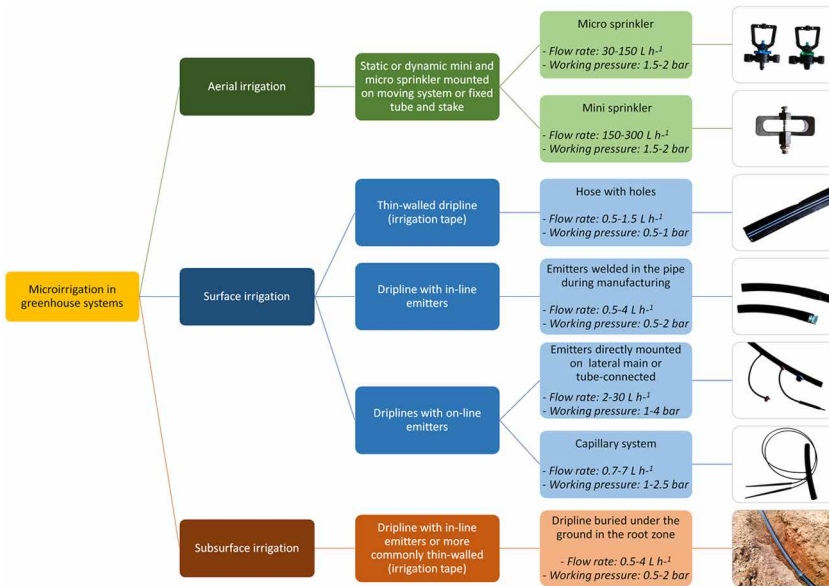 Microirrigation in
greenhouse systems
Aerial irrigation
Static or dynamic mini and
micro sprinkler mounted
on moving system or fixed
tube and stake
Micro sprinkler
- Flow rate: 30-150 L h-¹
- Working pressure: 1.5-2 bar
Mini sprinkler
- Flow rate: 150-300 L h-¹
- Working pressure: 1.5-2 bar
Surface irrigation
Thin-walled dripline
(irrigation tape)
Hose with holes
- Flow rate: 0.5-1.5 L h-¹
- Working pressure: 0.5-1 bar
Dripline with in-line
emitters
Emitters welded in the pipe
during manufacturing
- Flow rate: 0.5-4 L h-¹
- Working pressure: 0.5-2 bar
Driplines with on-line
emitters
Emitters directly mounted
on lateral main or
tube-connected
- Flow rate: 2-30 L h-¹
- Working pressure: 1-4 bar
Capillary system
- Flow rate: 0.7-7 L h-¹
- Working pressure: 1-2.5 bar
Subsurface irrigation
Dripline with in-line
emitters or more
commonly thin-walled
(irrigation tape)
Dripline buried under the
ground in the root zone
- Flow rate: 0.5-4 L h-¹
- Working pressure: 0.5-2 bar